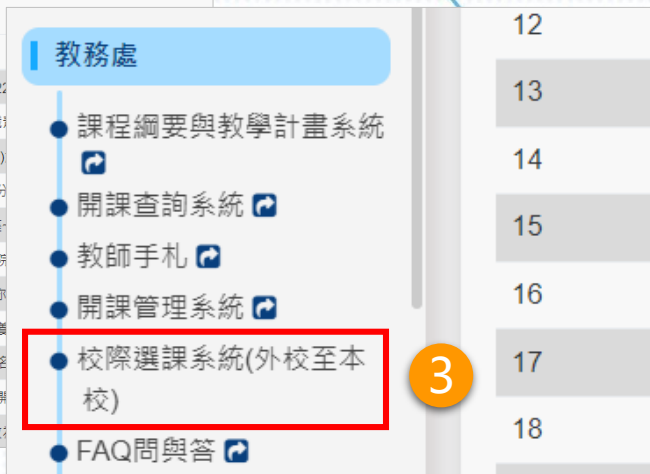 教務處
課程綱要與教學計畫系統
開課查詢系統
教師手札
開課管理系統
校際選課系統(外校至本
校)
FAQ問與答
3
12
13
14
15
16
17
18